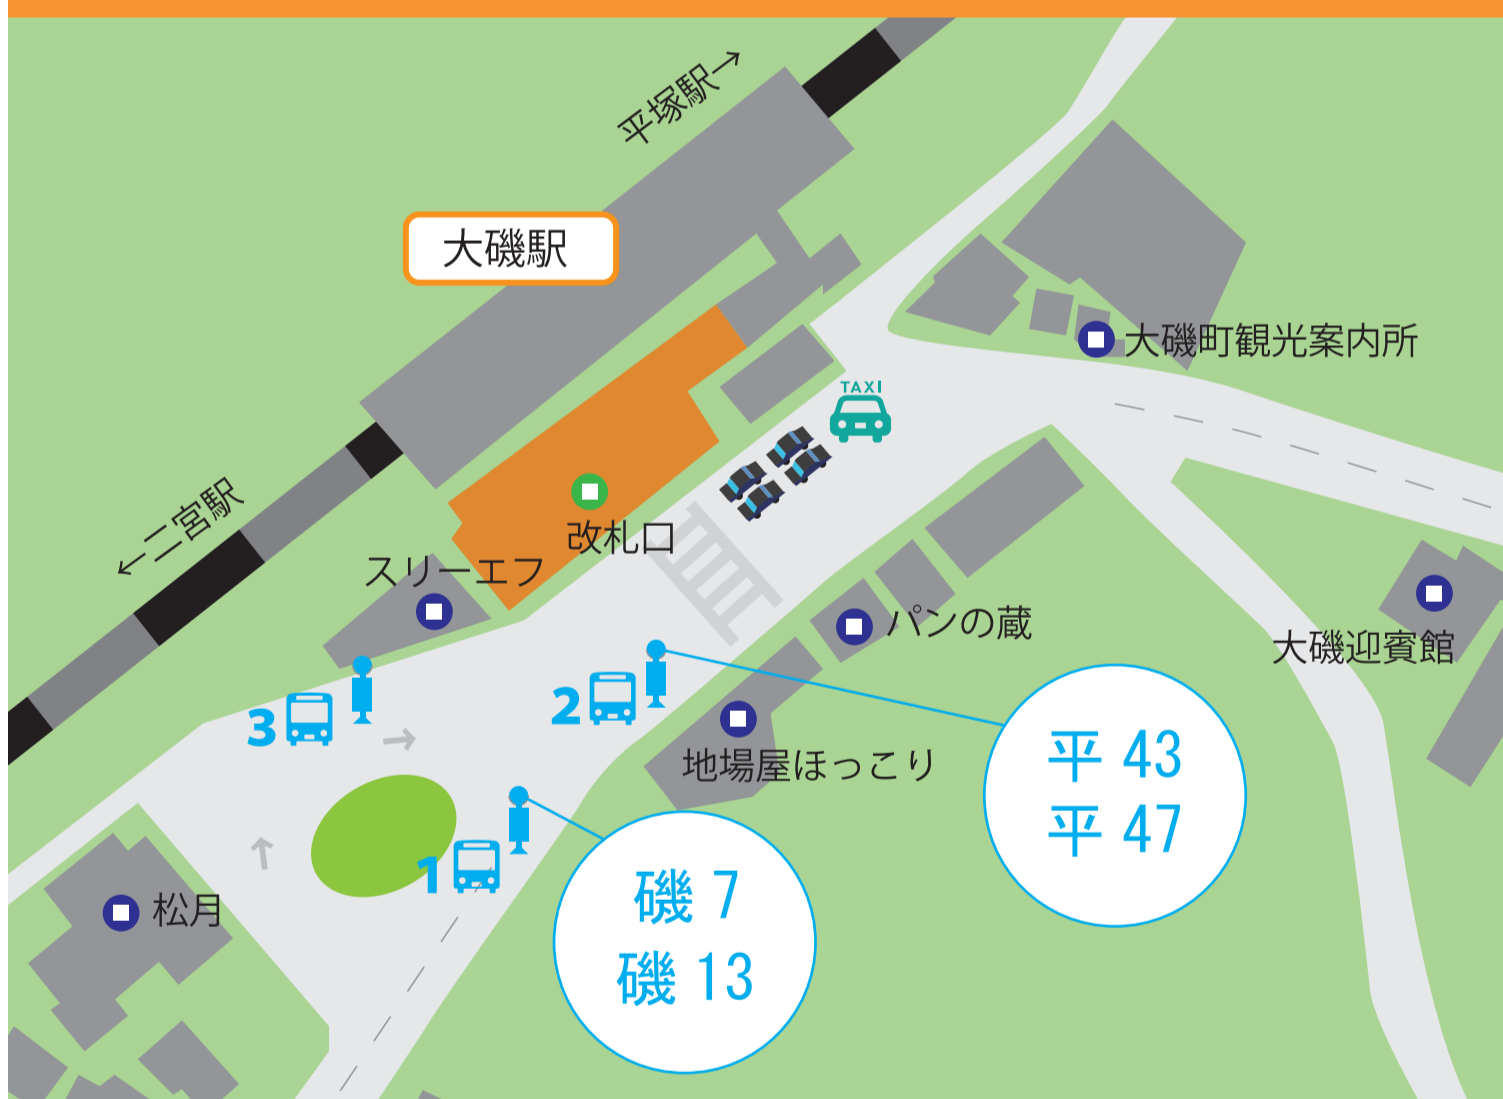 平塚駅→
大磯駅
大磯町観光案内所
TAXI
←二宮駅
改札口
スリーエフ
パンの蔵
大磯迎賓館
3
2
地場屋ほっこり
平 43
平 47
1
磯 7
磯 13
松月